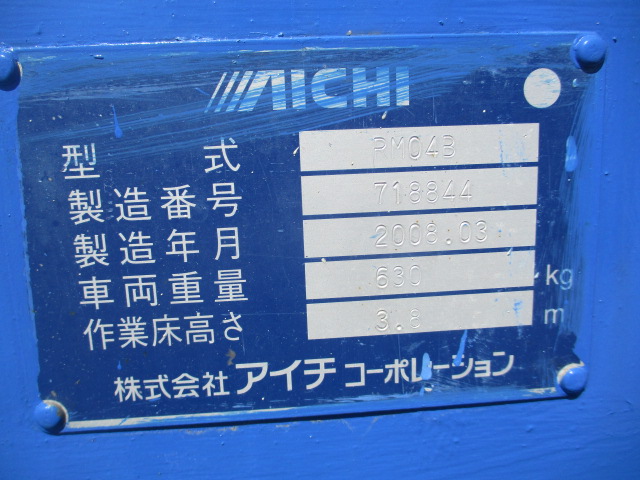 AICHI
型式 RM04B
製造番号 718844
製造年月 2008.03
車両重量 630 kg
作業床高さ 3.8 m
株式会社アイチコーポレーション